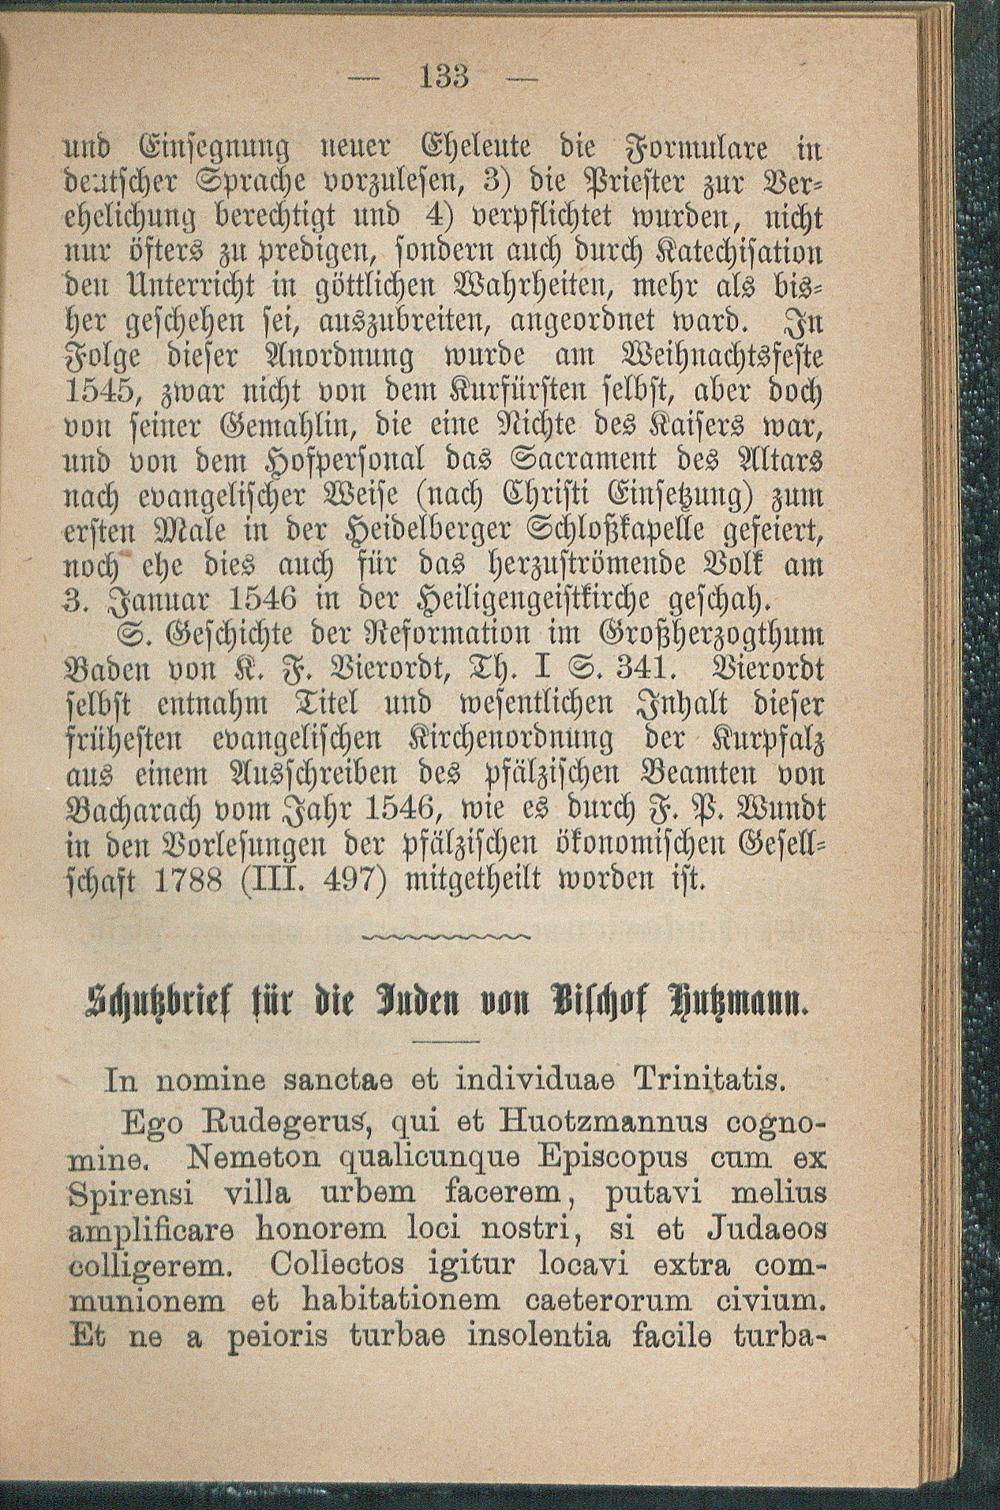 — 133 —
und Einsegnung neuer Eheleute die Formulare in
deutscher Sprache vorzulesen, 3) die Priester zur Ver-
ehelichung berechtigt und 4) verpflichtet wurden, nicht
nur öfters zu predigen, sondern auch durch Katechisation
den Unterricht in göttlichen Wahrheiten, mehr als bis-
her geschehen sei, auszubreiten, angeordnet ward. In
Folge dieser Anordnung wurde am Weihnachtsfeste
1545, zwar nicht von dem Kurfürsten selbst, aber doch
von seiner Gemahlin, die eine Nichte des Kaisers war,
und von dem Hofpersonal das Sacrament des Altars
nach evangelischer Weise (nach Christi Einsetzung) zum
ersten Male in der Heidelberger Schloßkapelle gefeiert,
noch ehe dies auch für das herzuströmende Volk am
3. Januar 1546 in der Heiligengeistkirche geschah.
S. Geschichte der Reformation im Großherzogthum
Baden von K. F. Vierordt, Th. I S. 341. Vierordt
selbst entnahm Titel und wesentlichen Inhalt dieser
frühesten evangelischen Kirchenordnung der Kurpfalz
aus einem Ausschreiben des pfälzischen Beamten von
Bacharach vom Jahr 1546, wie es durch F. P. Wundt
in den Vorlesungen der pfälzischen ökonomischen Gesell-
schaft 1788 (III. 497) mitgetheilt worden ist.
Schutzbrief für die Juden von Bischof Hutzmann.
In nomine sanctae et individuae Trinitatis.
Ego Rudegerus, qui et Huotzmannus cogno-
mine. Nemeton qualicunque Episcopus cum ex
Spirensi villa urbem facerem, putavi melius
amplificare honorem loci nostri, si et Judaeos
colligerem. Collectos igitur locavi extra com-
munionem et habitationem caeterorum civium.
Et ne a peioris turbae insolentia facile turba-